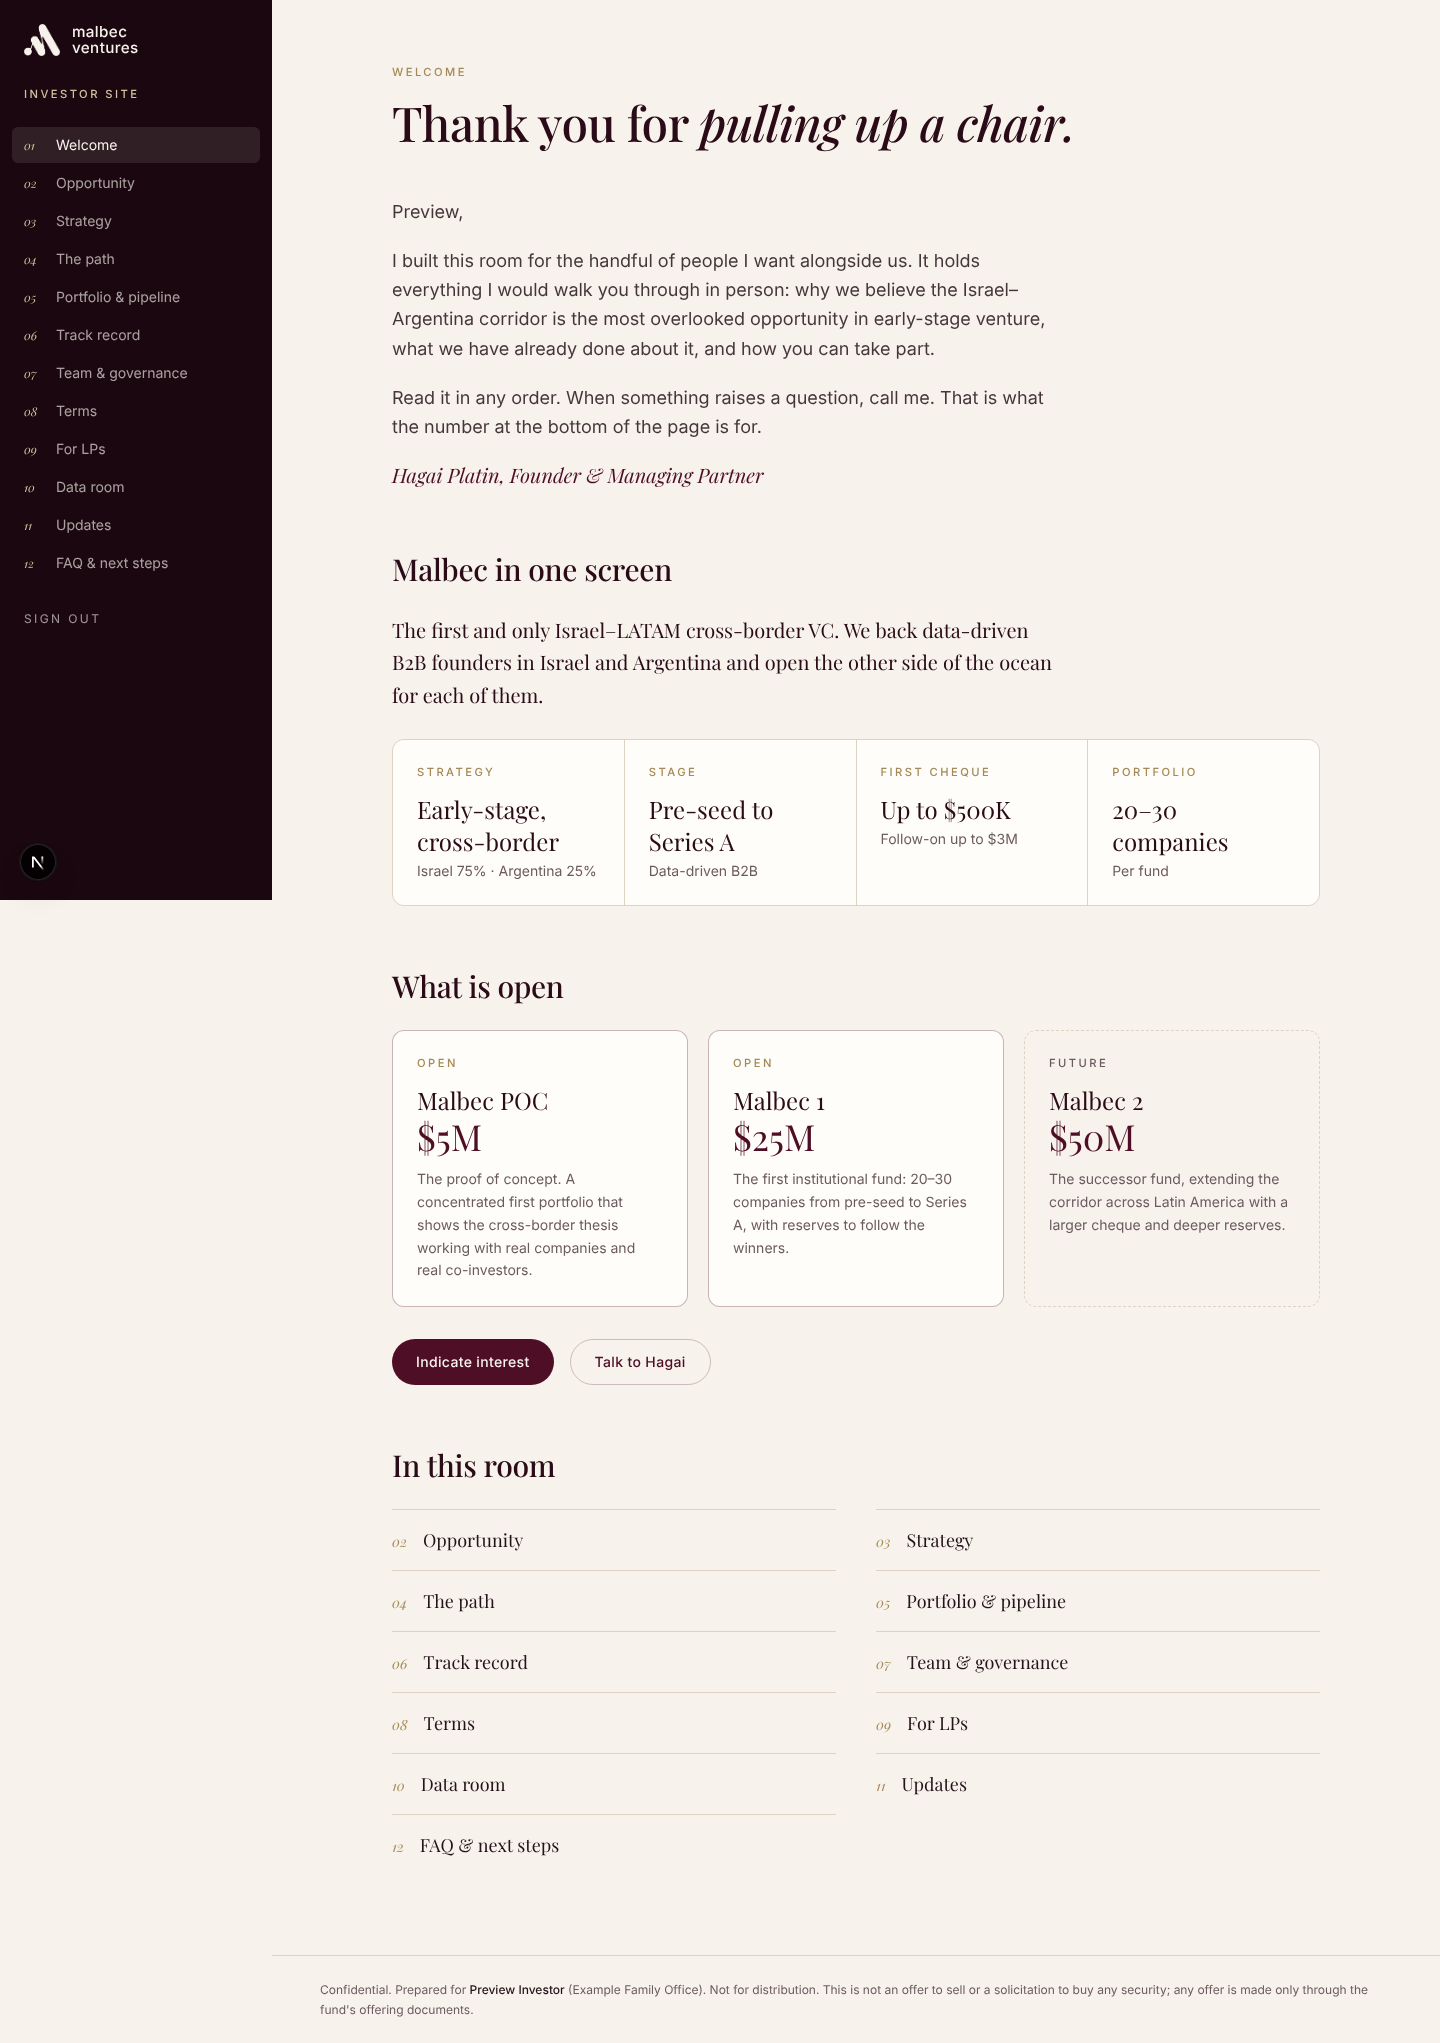 malbec
ventures
INVESTOR SITE
01 Welcome
02 Opportunity
03 Strategy
04 The path
05 Portfolio & pipeline
06 Track record
07 Team & governance
08 Terms
09 For LPs
10 Data room
11 Updates
12 FAQ & next steps
SIGN OUT
N
WELCOME
Thank you for pulling up a chair.
Preview,
I built this room for the handful of people I want alongside us. It holds
everything I would walk you through in person: why we believe the Israel–
Argentina corridor is the most overlooked opportunity in early-stage venture,
what we have already done about it, and how you can take part.
Read it in any order. When something raises a question, call me. That is what
the number at the bottom of the page is for.
Hagai Platin, Founder & Managing Partner
Malbec in one screen
The first and only Israel–LATAM cross-border VC. We back data-driven
B2B founders in Israel and Argentina and open the other side of the ocean
for each of them.
STRATEGY
Early-stage,
cross-border
Israel 75% · Argentina 25%
STAGE
Pre-seed to
Series A
Data-driven B2B
FIRST CHEQUE
Up to $500K
Follow-on up to $3M
PORTFOLIO
20–30
companies
Per fund
What is open
OPEN
Malbec POC
$5M
The proof of concept. A
concentrated first portfolio that
shows the cross-border thesis
working with real companies and
real co-investors.
OPEN
Malbec 1
$25M
The first institutional fund: 20–30
companies from pre-seed to Series
A, with reserves to follow the
winners.
FUTURE
Malbec 2
$50M
The successor fund, extending the
corridor across Latin America with a
larger cheque and deeper reserves.
Indicate interest
Talk to Hagai
In this room
02 Opportunity
03 Strategy
04 The path
05 Portfolio & pipeline
06 Track record
07 Team & governance
08 Terms
09 For LPs
10 Data room
11 Updates
12 FAQ & next steps
Confidential. Prepared for Preview Investor (Example Family Office). Not for distribution. This is not an offer to sell or a solicitation to buy any security; any offer is made only through the
fund's offering documents.